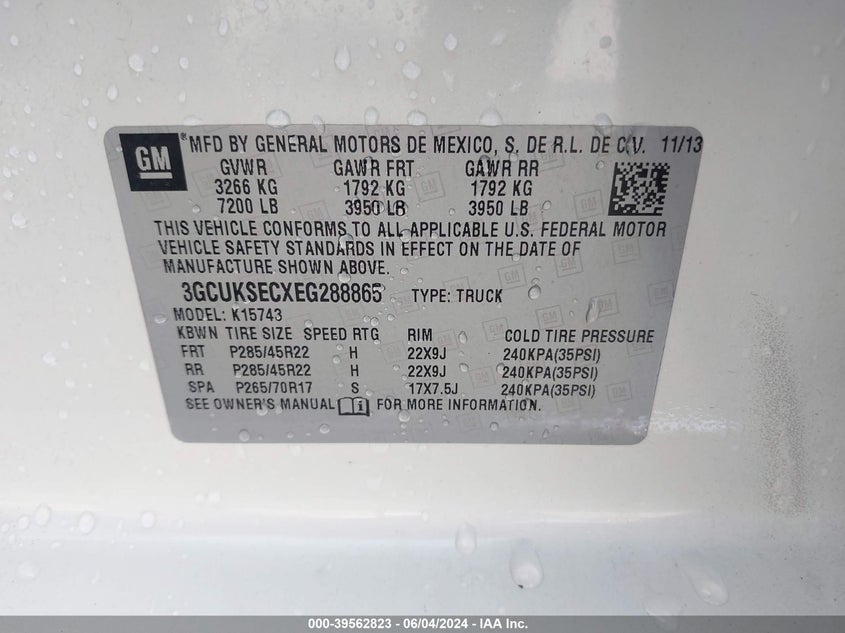 GM ® MFD BY GENERAL MOTORS DE MEXICO, S. DE R.L. DE C.V. 11/13
GVWR GAWR FRT GAWR RR
3266 KG 1792 KG 1792 KG
7200 LB 3950 LB 3950 LB
THIS VEHICLE CONFORMS TO ALL APPLICABLE U.S. FEDERAL MOTOR
VEHICLE SAFETY STANDARDS IN EFFECT ON THE DATE OF
MANUFACTURE SHOWN ABOVE.
3GCUKSECXEG288865 TYPE: TRUCK
MODEL: K15743
KBWN TIRE SIZE SPEED RTG RIM COLD TIRE PRESSURE
FRT P285/45R22 H 22X9J 240KPA(35PSI)
RR P285/45R22 H 22X9J 240KPA(35PSI)
SPA P265/70R17 S 17X7.5J 240KPA(35PSI)
SEE OWNER'S MANUAL FOR MORE INFORMATION.
000-39562823 - 06/04/2024 - IAA Inc.